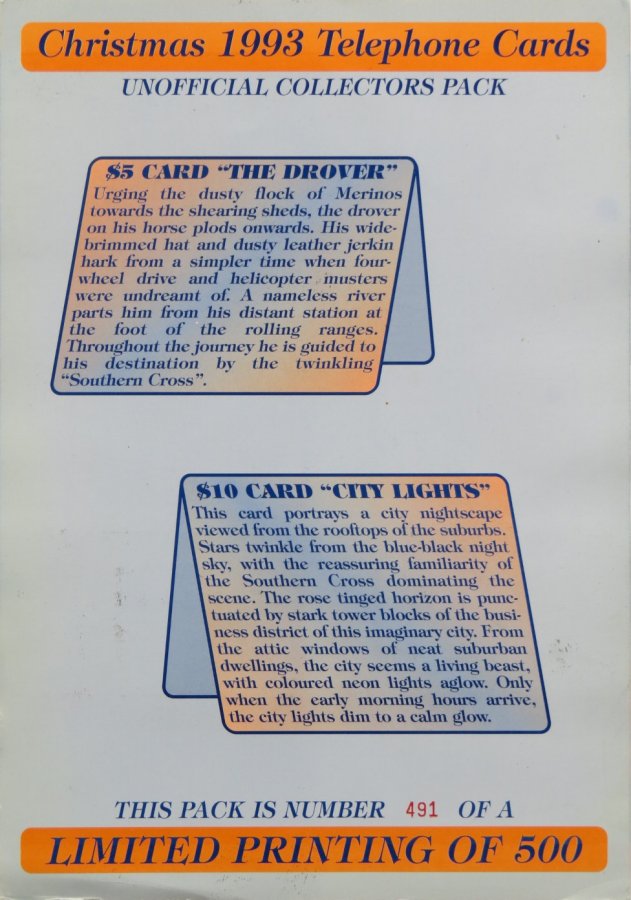 Christmas 1993 Telephone Cards
UNOFFICIAL COLLECTORS PACK
$5 CARD "THE DROVER"
Urging the dusty flock of Merinos
towards the shearing sheds, the drover
on his horse plods onwards. His wide-
brimmed hat and dusty leather jerkin
hark from a simpler time when four-
wheel drive and helicopter musters
were undreamt of. A nameless river
parts him from his distant station at
the foot of the rolling ranges.
Throughout the journey he is guided to
his destination by the twinkling
"Southern Cross".
$10 CARD "CITY LIGHTS"
This card portrays a city nightscape
viewed from the rooftops of the suburbs.
Stars twinkle from the blue-black night
sky, with the reassuring familiarity of
the Southern Cross dominating the
scene. The rose tinged horizon is punc-
tuated by stark tower blocks of the busi-
ness district of this imaginary city. From
the attic windows of neat suburban
dwellings, the city seems a living beast,
with coloured neon lights aglow. Only
when the early morning hours arrive,
the city lights dim to a calm glow.
THIS PACK IS NUMBER 491 OF A
LIMITED PRINTING OF 500